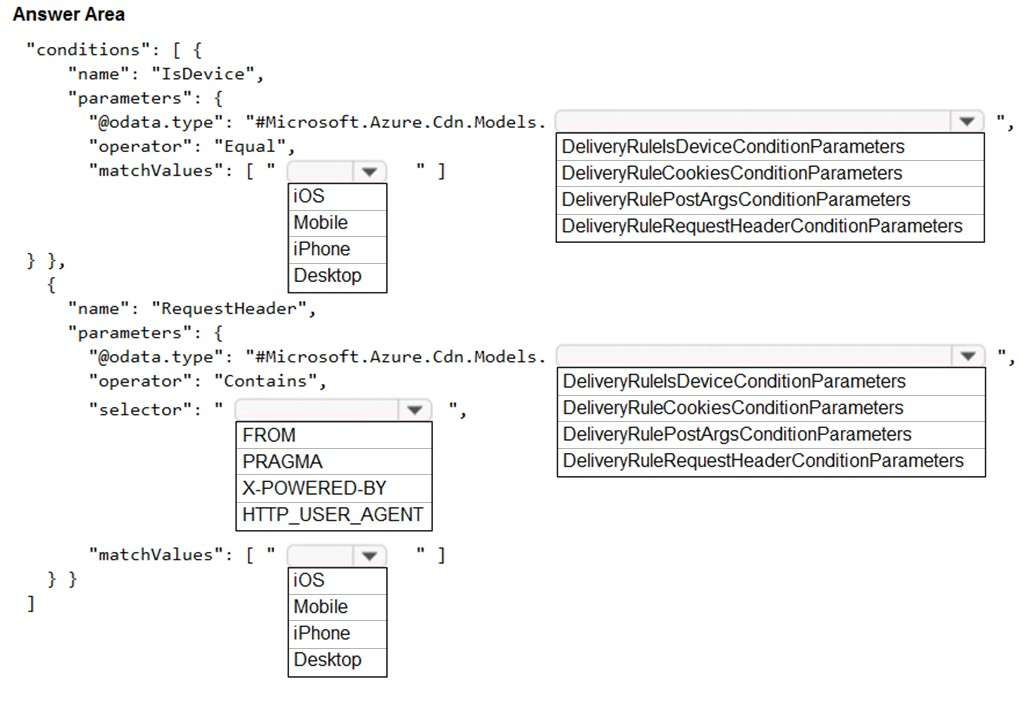 Answer Area
"conditions": [ {
"name": "IsDevice",
"parameters": {
"@odata.type": "#Microsoft.Azure.Cdn.Models. ",
DeliveryRuleIsDeviceConditionParameters
DeliveryRuleCookiesConditionParameters
DeliveryRulePostArgsConditionParameters
DeliveryRuleRequestHeaderConditionParameters
"operator": "Equal",
"matchValues": [ " " ]
iOS
Mobile
iPhone
Desktop
} },
{
"name": "RequestHeader",
"parameters": {
"@odata.type": "#Microsoft.Azure.Cdn.Models. ",
DeliveryRuleIsDeviceConditionParameters
DeliveryRuleCookiesConditionParameters
DeliveryRulePostArgsConditionParameters
DeliveryRuleRequestHeaderConditionParameters
"operator": "Contains",
"selector": " ",
FROM
PRAGMA
X-POWERED-BY
HTTP_USER_AGENT
"matchValues": [ " " ]
iOS
Mobile
iPhone
Desktop
} }
]